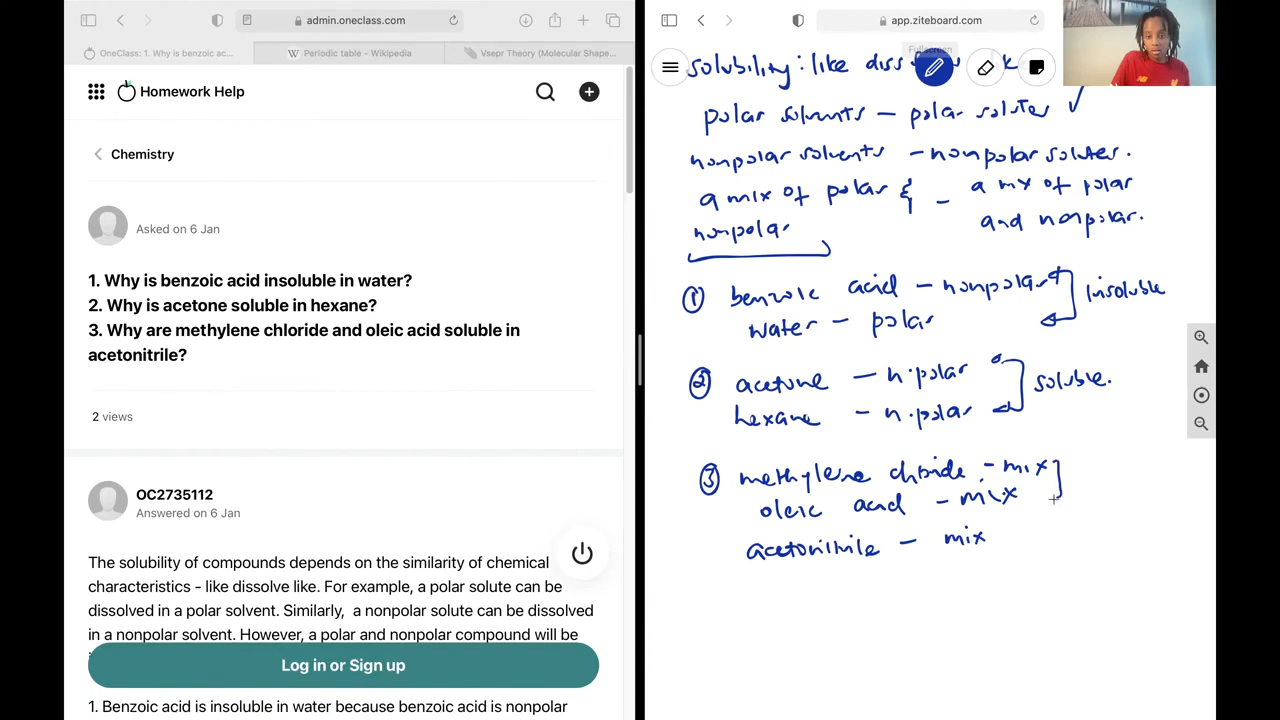 admin.oneclass.com
OneClass: 1. Why is benzoic ac...
Periodic table - Wikipedia
Vsepr Theory (Molecular Shape...
Homework Help
Chemistry
Asked on 6 Jan
1. Why is benzoic acid insoluble in water?
2. Why is acetone soluble in hexane?
3. Why are methylene chloride and oleic acid soluble in
acetonitrile?
2 views
OC2735112
Answered on 6 Jan
The solubility of compounds depends on the similarity of chemical
characteristics - like dissolve like. For example, a polar solute can be
dissolved in a polar solvent. Similarly, a nonpolar solute can be dissolved
in a nonpolar solvent. However, a polar and nonpolar compound will be
Log in or Sign up
1. Benzoic acid is insoluble in water because benzoic acid is nonpolar
app.ziteboard.com
Fullscreen
solubility: like
polar solvents – polar solutes ✓
nonpolar solvents – nonpolar solutes.
a mix of polar & – a mix of polar
nonpolar and nonpolar.
① benzoic acid – nonpolar
water – polar
insoluble
② acetone – n.polar
hexane – n.polar
soluble.
③ methylene chloride – mix
oleic acid – mix
acetonitrile – mix